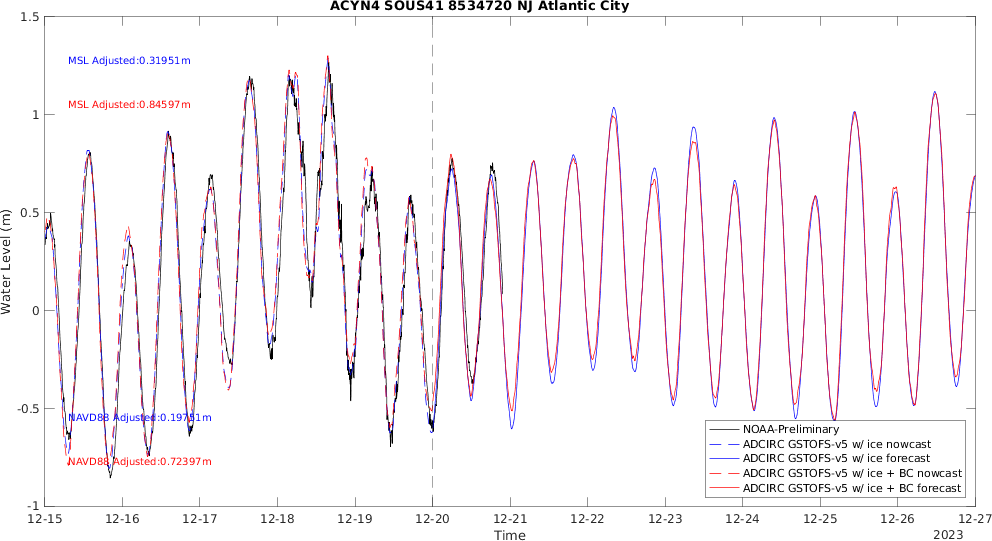 ACYN4 SOUS41 8534720 NJ Atlantic City
1.5
MSL Adjusted:0.31951m
MSL Adjusted:0.84597m
1
0.5
Water Level (m)
0
-0.5
NAVD88 Adjusted:0.19751m
NAVD88 Adjusted:0.72397m
-1
NOAA-Preliminary
ADCIRC GSTOFS-v5 w/ ice nowcast
ADCIRC GSTOFS-v5 w/ ice forecast
ADCIRC GSTOFS-v5 w/ ice + BC nowcast
ADCIRC GSTOFS-v5 w/ ice + BC forecast
12-15 12-16 12-17 12-18 12-19 12-20 12-21 12-22 12-23 12-24 12-25 12-26 12-27
Time
2023